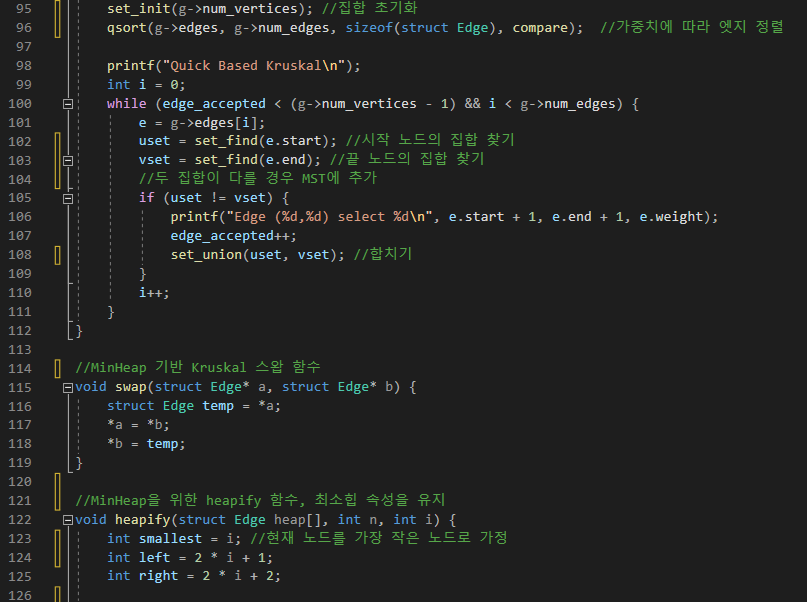 95 set_init(g->num_vertices); //집합 초기화
96 qsort(g->edges, g->num_edges, sizeof(struct Edge), compare);  //가중치에 따라 엣지 정렬
97
98 printf("Quick Based Kruskal\n");
99 int i = 0;
100 while (edge_accepted < (g->num_vertices - 1) && i < g->num_edges) {
101 e = g->edges[i];
102 uset = set_find(e.start); //시작 노드의 집합 찾기
103 vset = set_find(e.end); //끝 노드의 집합 찾기
104 //두 집합이 다를 경우 MST에 추가
105 if (uset != vset) {
106 printf("Edge (%d,%d) select %d\n", e.start + 1, e.end + 1, e.weight);
107 edge_accepted++;
108 set_union(uset, vset); //합치기
109 }
110 i++;
111 }
112 }
113
114 //MinHeap 기반 Kruskal 스왑 함수
115 void swap(struct Edge* a, struct Edge* b) {
116 struct Edge temp = *a;
117 *a = *b;
118 *b = temp;
119 }
120
121 //MinHeap을 위한 heapify 함수, 최소힙 속성을 유지
122 void heapify(struct Edge heap[], int n, int i) {
123 int smallest = i; //현재 노드를 가장 작은 노드로 가정
124 int left = 2 * i + 1;
125 int right = 2 * i + 2;
126